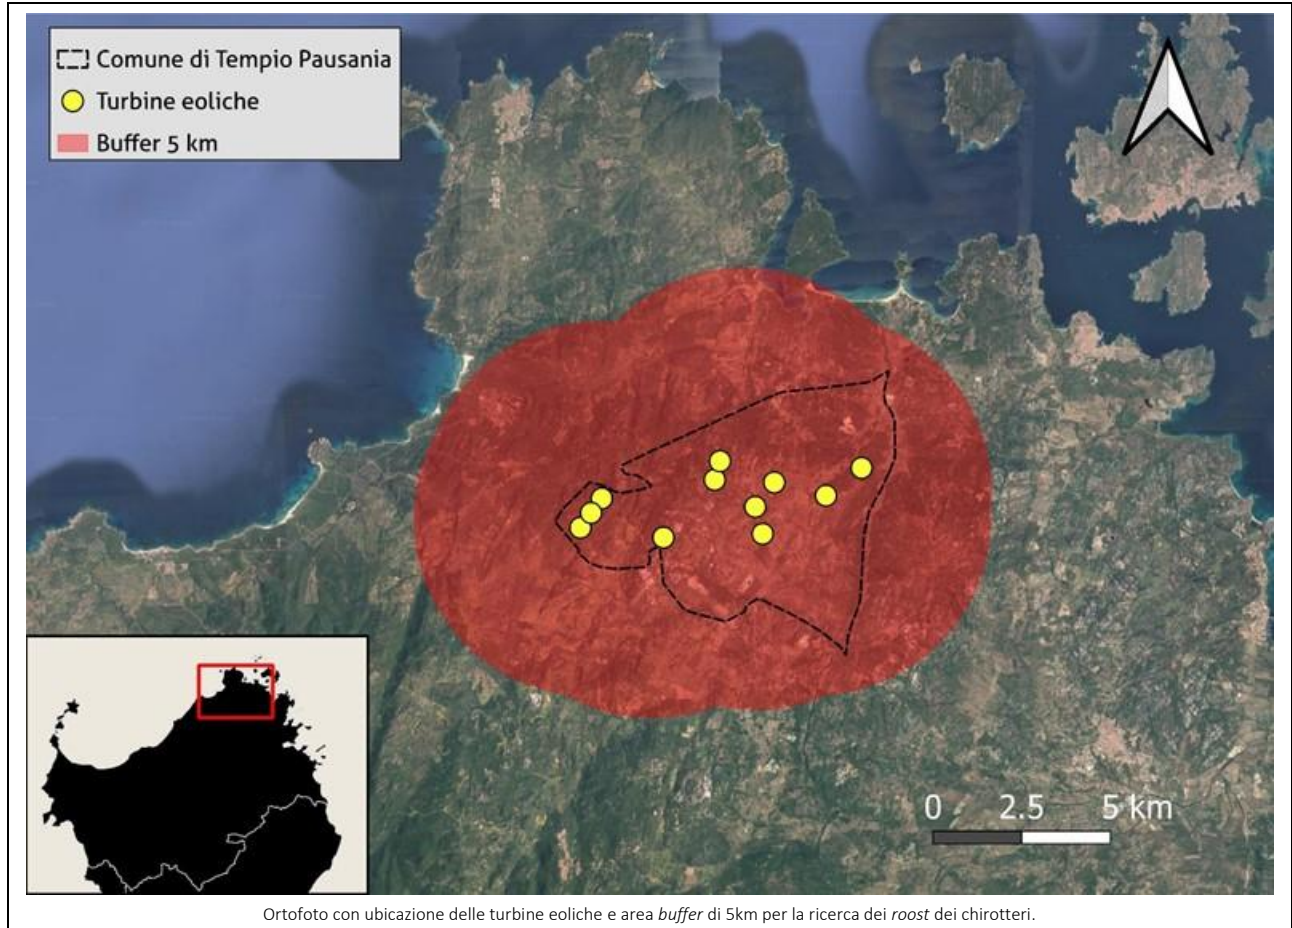 Comune di Tempio Pausania
Turbine eoliche
Buffer 5 km
0 2.5 5 km
Ortofoto con ubicazione delle turbine eoliche e area buffer di 5km per la ricerca dei roost dei chirotteri.